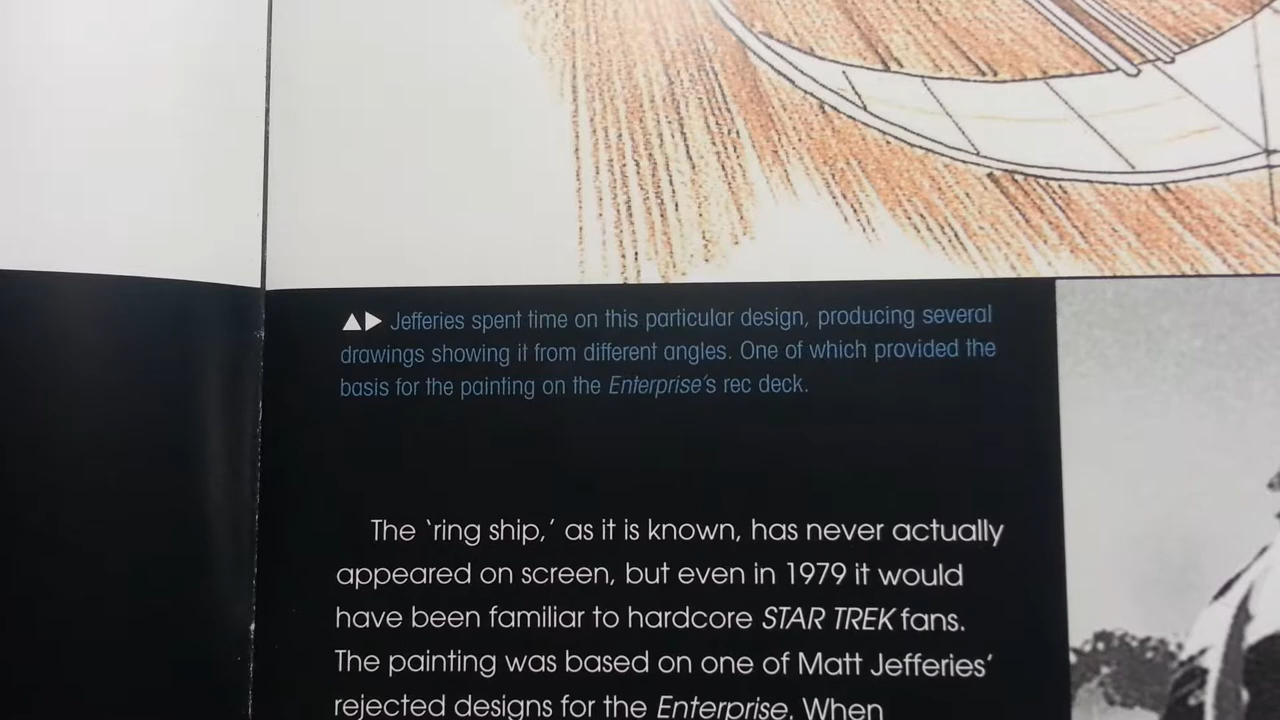 ▲▶ Jefferies spent time on this particular design, producing several
drawings showing it from different angles. One of which provided the
basis for the painting on the Enterprise's rec deck.
The ‘ring ship,’ as it is known, has never actually
appeared on screen, but even in 1979 it would
have been familiar to hardcore STAR TREK fans.
The painting was based on one of Matt Jefferies’
rejected designs for the Enterprise. When